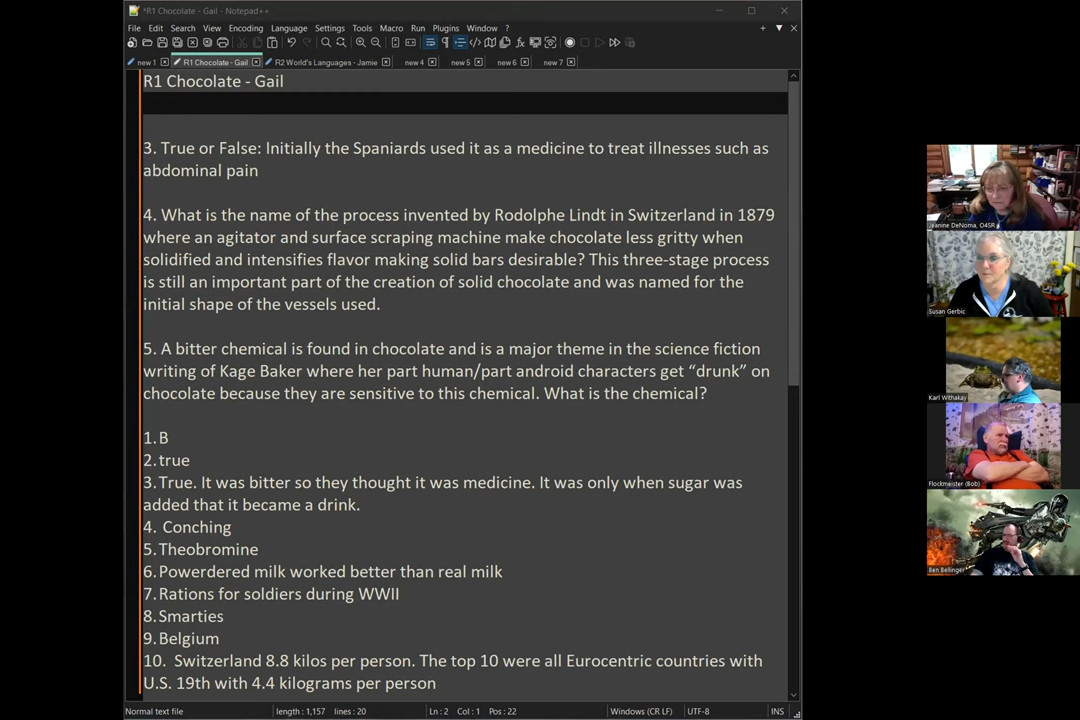 *R1 Chocolate - Gail - Notepad++
File Edit Search View Encoding Language Settings Tools Macro Run Plugins Window ?
new 1 R1 Chocolate - Gail R2 World's Languages - Jamie new 4 new 5 new 6 new 7
R1 Chocolate - Gail
3. True or False: Initially the Spaniards used it as a medicine to treat illnesses such as
abdominal pain
4. What is the name of the process invented by Rodolphe Lindt in Switzerland in 1879
where an agitator and surface scraping machine make chocolate less gritty when
solidified and intensifies flavor making solid bars desirable? This three-stage process
is still an important part of the creation of solid chocolate and was named for the
initial shape of the vessels used.
5. A bitter chemical is found in chocolate and is a major theme in the science fiction
writing of Kage Baker where her part human/part android characters get “drunk” on
chocolate because they are sensitive to this chemical. What is the chemical?
1. B
2. true
3. True. It was bitter so they thought it was medicine. It was only when sugar was
added that it became a drink.
4. Conching
5. Theobromine
6. Powerdered milk worked better than real milk
7. Rations for soldiers during WWII
8. Smarties
9. Belgium
10. Switzerland 8.8 kilos per person. The top 10 were all Eurocentric countries with
U.S. 19th with 4.4 kilograms per person
Normal text file length : 1,157 lines : 20 Ln : 2 Col : 1 Pos : 22 Windows (CR LF) UTF-8 INS
Jeanine DeNoma, O4SR
Susan Gerbic
Karl Withakay
Flockmeister (Bob)
Ben Bellinger